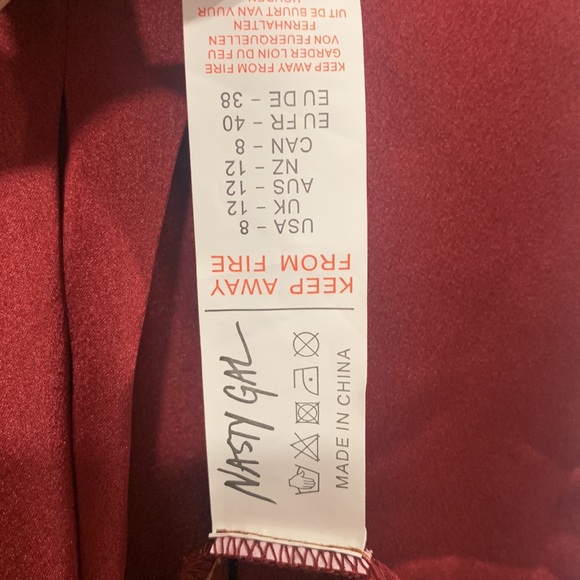 NASTY GAL
MADE IN CHINA
KEEP AWAY
FROM FIRE
USA - 8
UK - 12
AUS - 12
NZ - 12
CAN - 8
EU FR - 40
EU DE - 38
KEEP AWAY FROM FIRE
GARDER LOIN DU FEU
VON FEUERQUELLEN
FERNHALTEN
UIT DE BUURT VAN VUUR